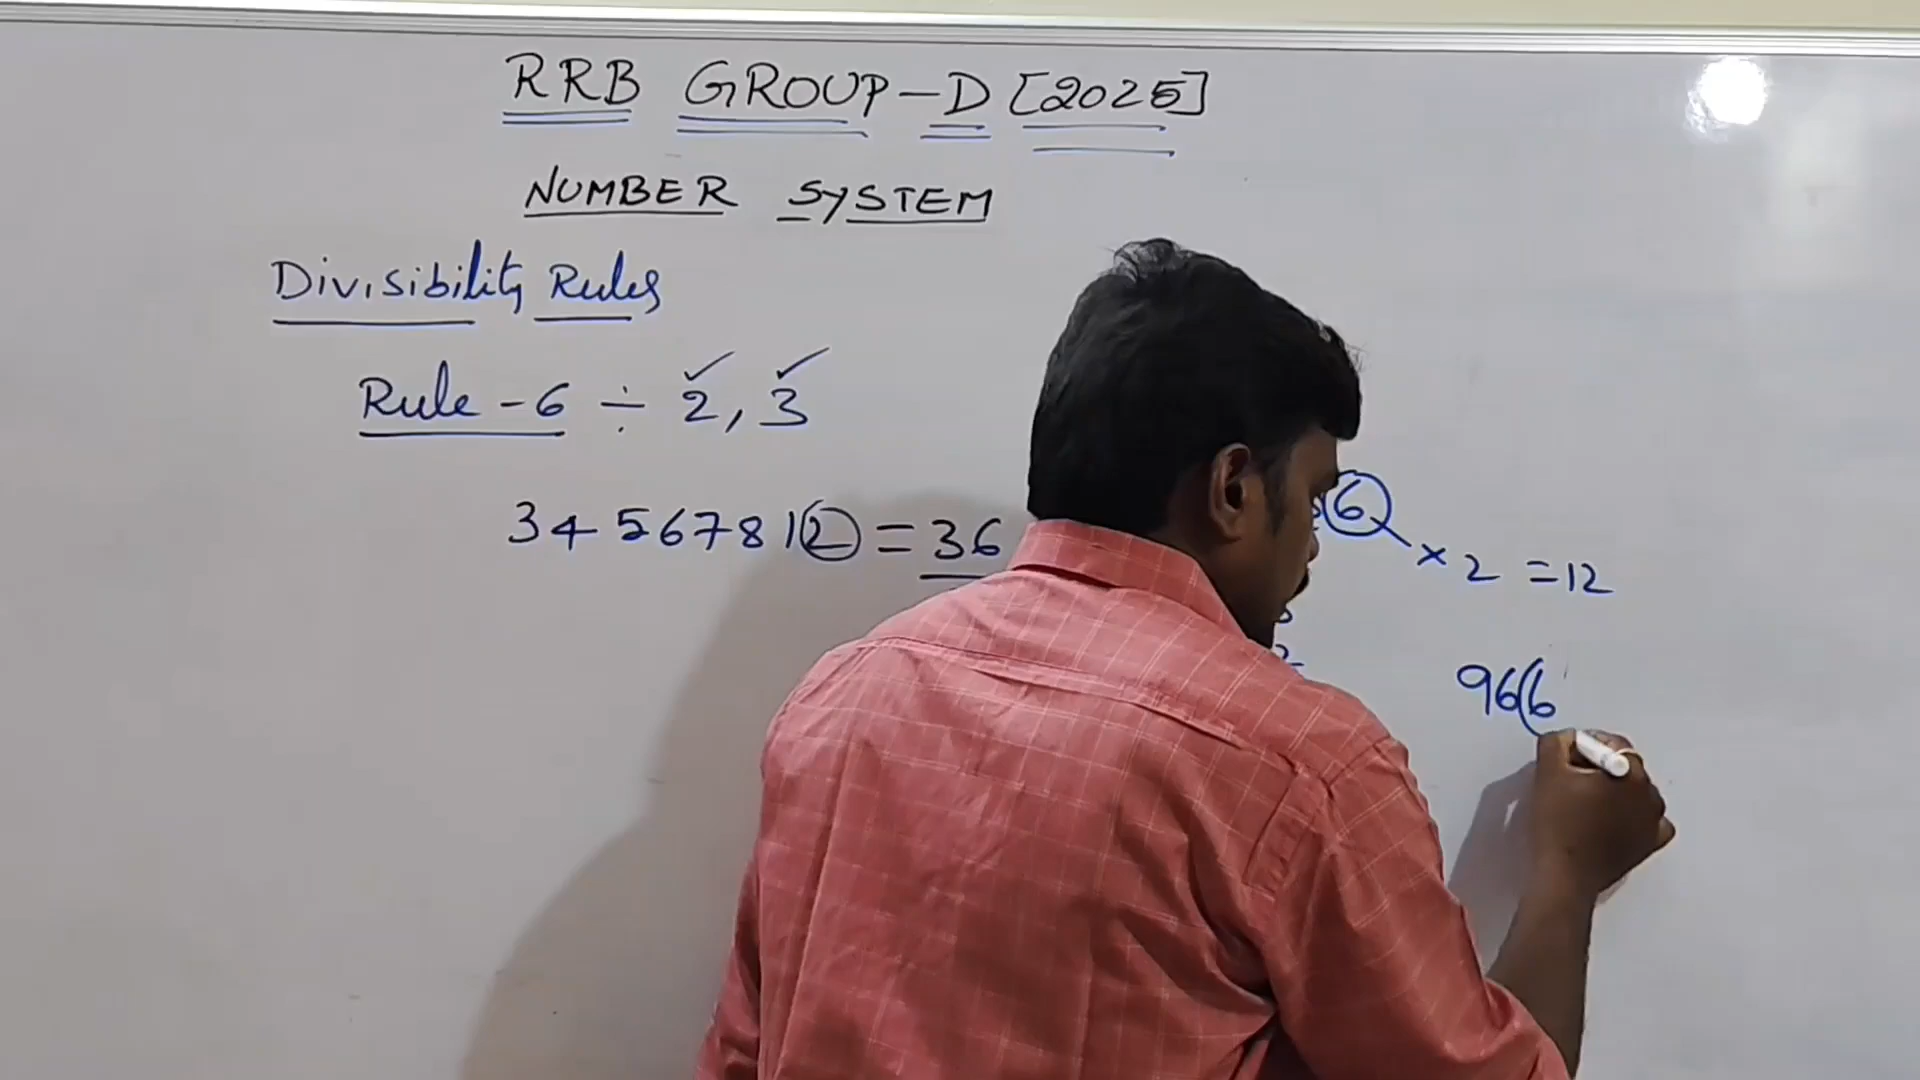 RRB GROUP-D [2025]
NUMBER SYSTEM
Divisibility Rules
Rule-6 ÷ 2, 3
34567812 = 36
6 × 2 = 12
966